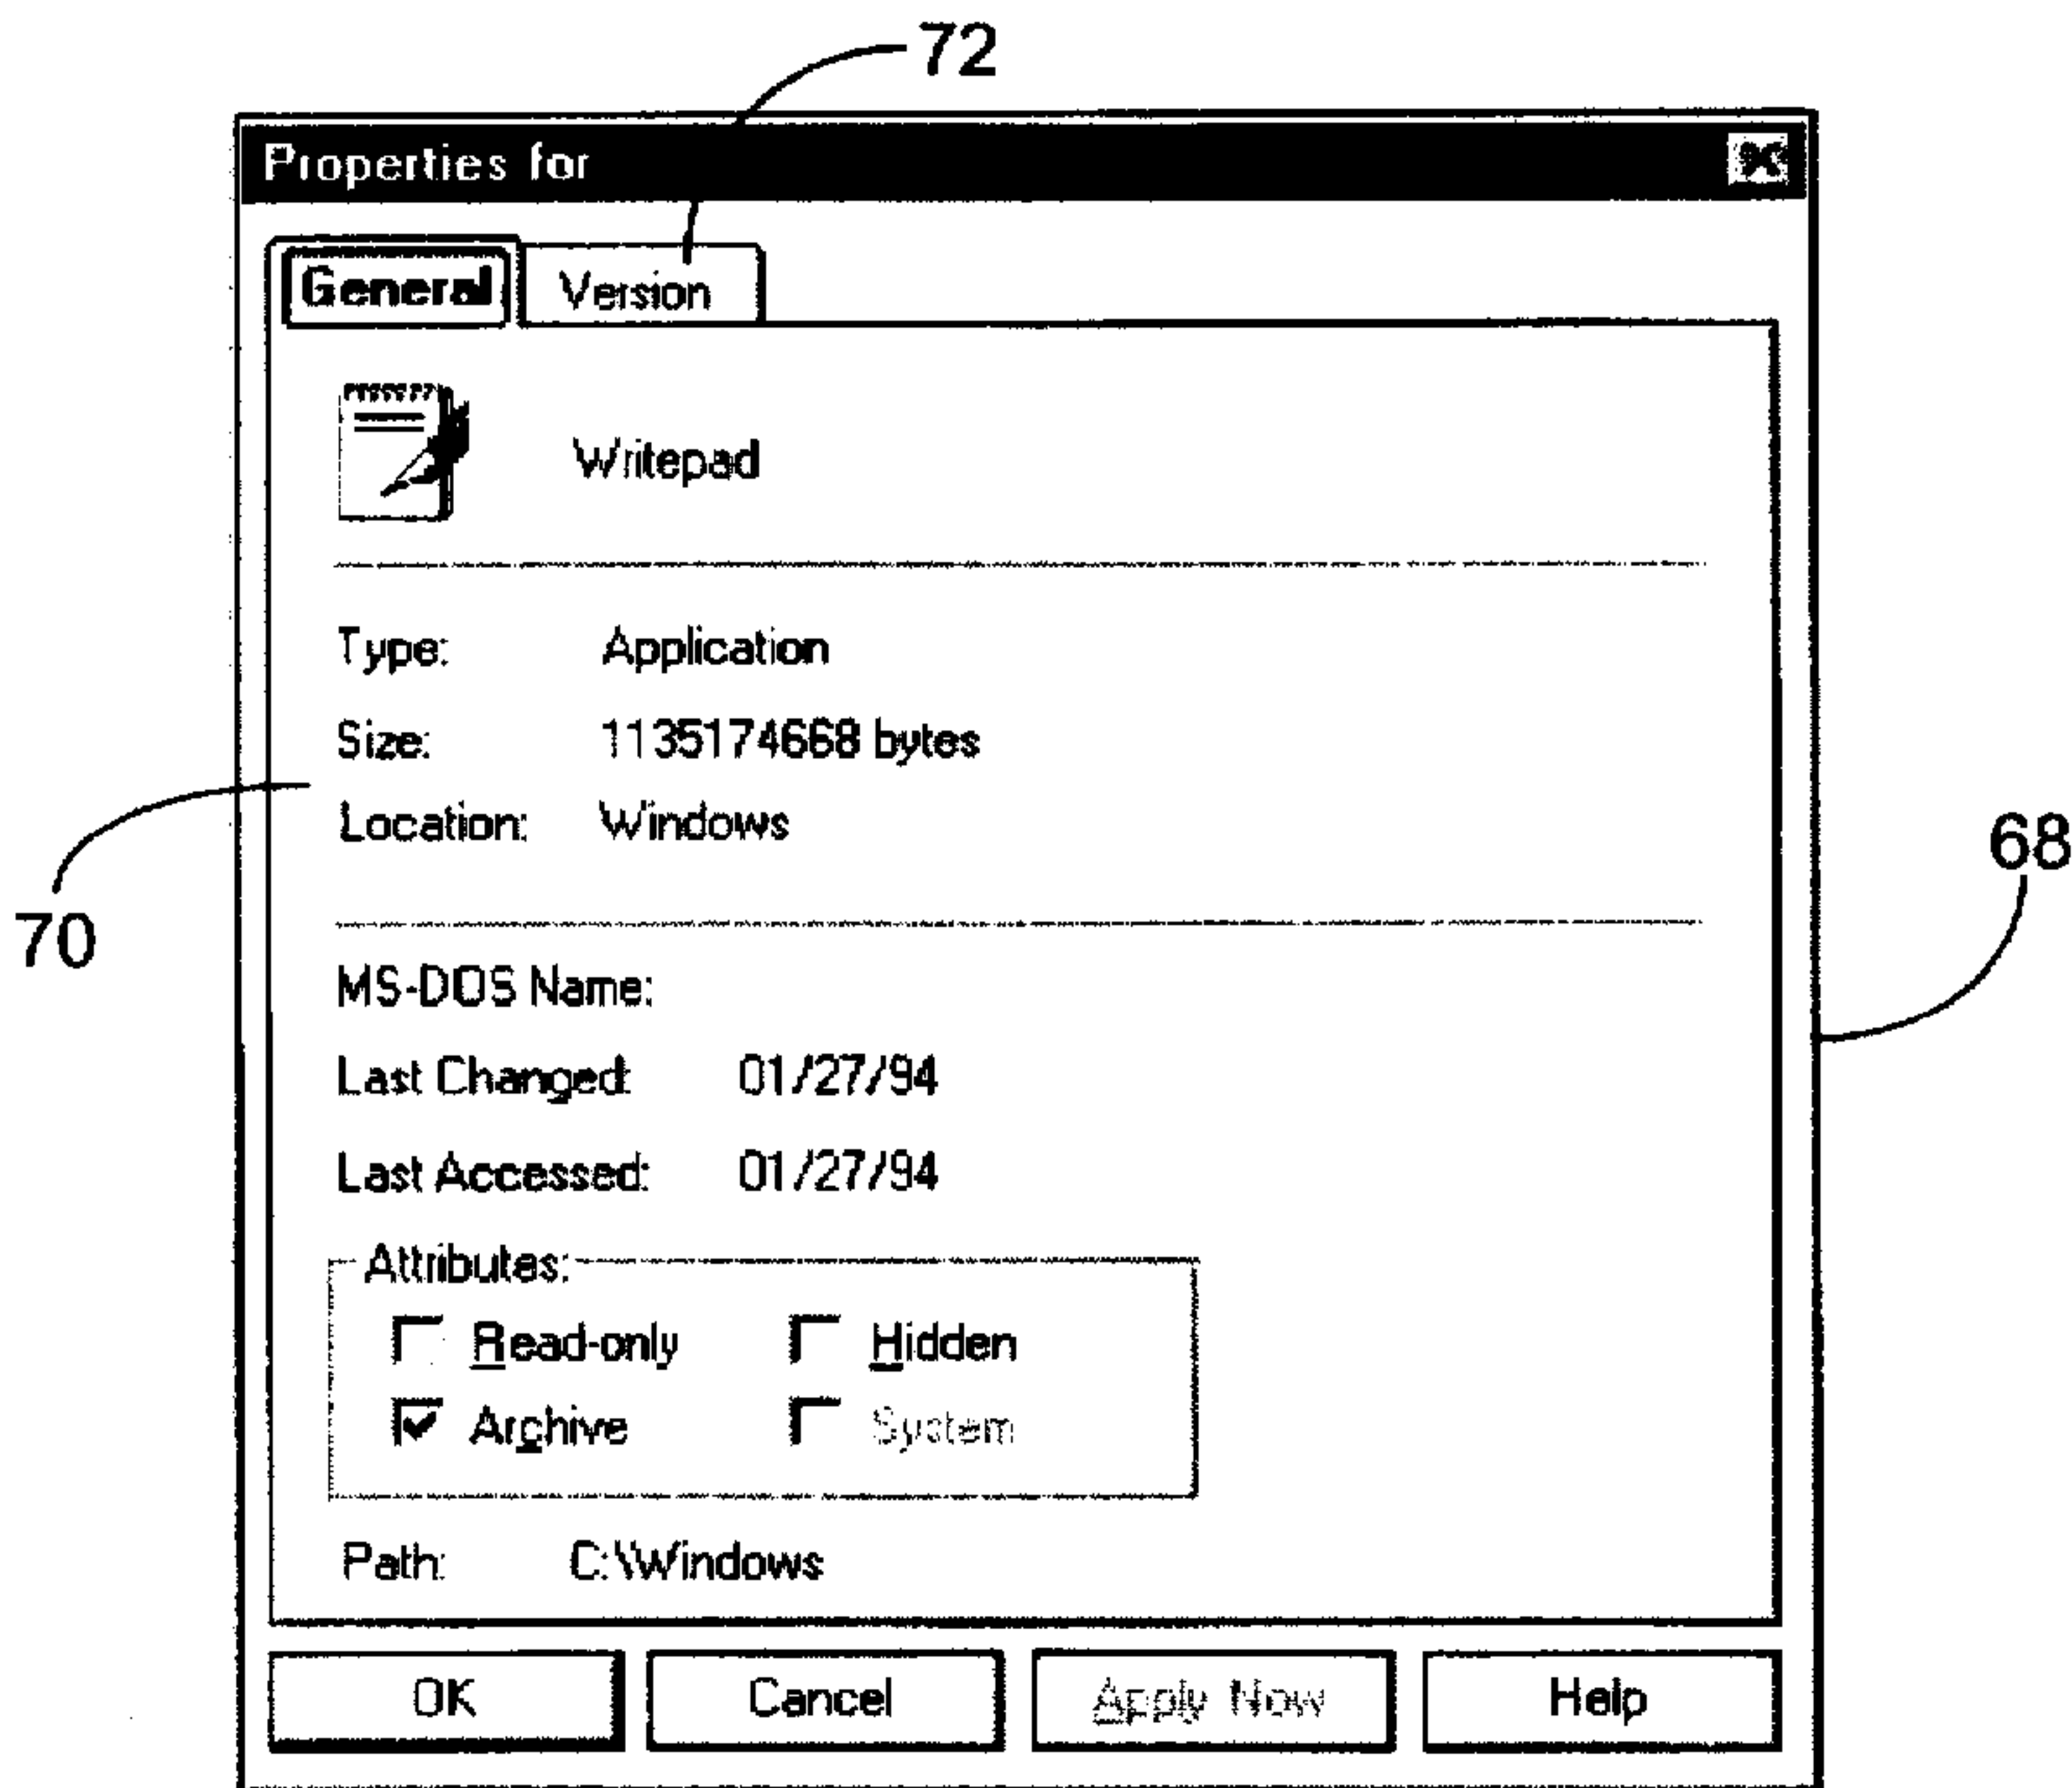 72
Properties for
General Version
Writepad
Type: Application
Size: 1135174668 bytes
Location: Windows
68
70
MS-DOS Name:
Last Changed: 01/27/94
Last Accessed: 01/27/94
Attributes:
Read-only Hidden
Archive System
Path: C:\Windows
OK Cancel Apply Now Help